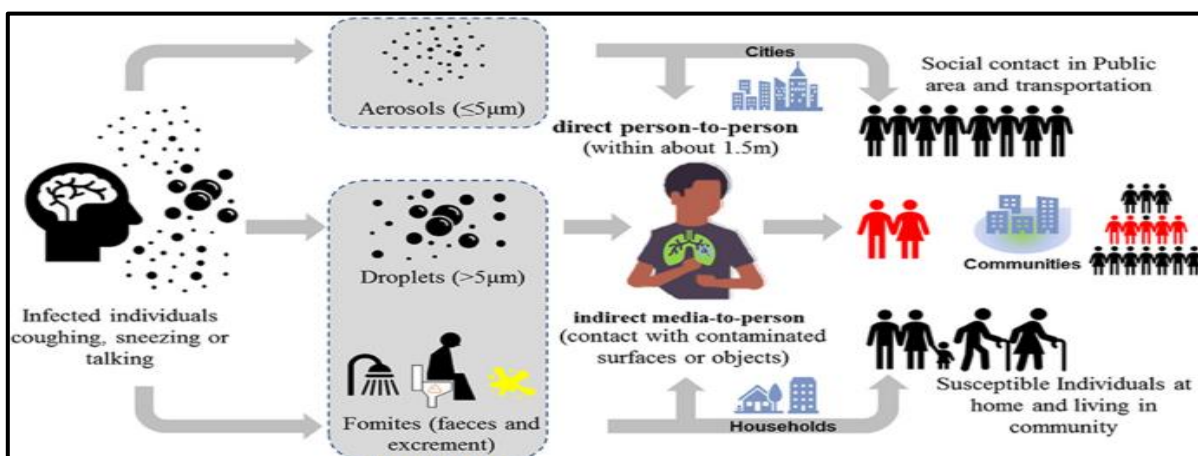 Aerosols (≤5μm)
Cities
Social contact in Public
area and transportation
direct person-to-person
(within about 1.5m)
Infected individuals
coughing, sneezing or
talking
Droplets (>5μm)
Communities
indirect media-to-person
(contact with contaminated
surfaces or objects)
Fomites (faeces and
excrement)
Households
Susceptible Individuals at
home and living in
community